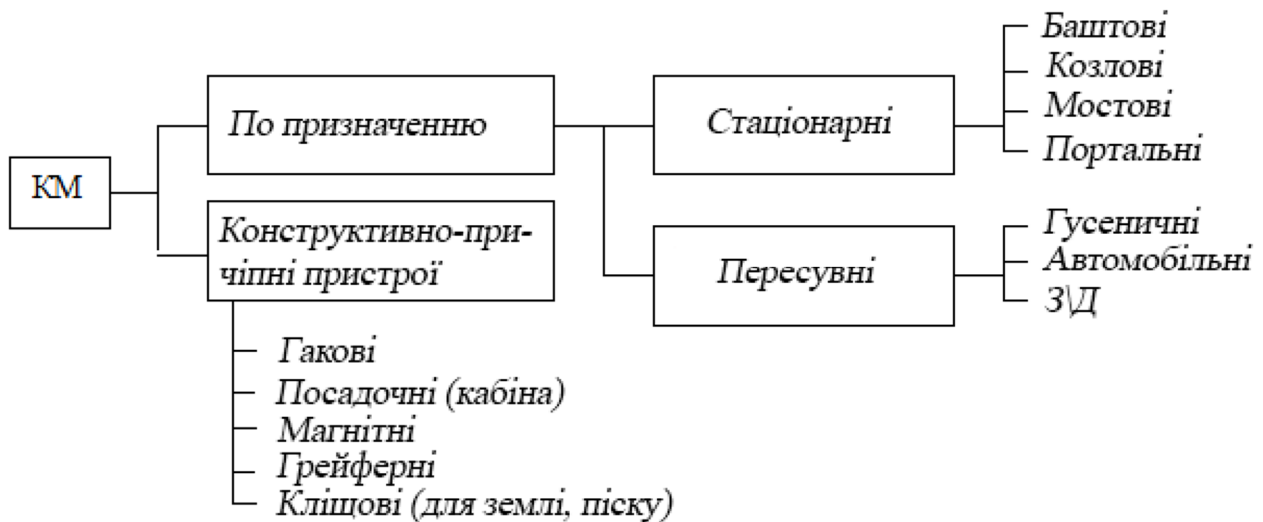 КМ
По призначенню
Конструктивно-при-
чіпні пристрої
Гакові
Посадочні (кабіна)
Магнітні
Грейферні
Кліщові (для землі, піску)
Стаціонарні
Баштові
Козлові
Мостові
Портальні
Пересувні
Гусеничні
Автомобільні
З\Д